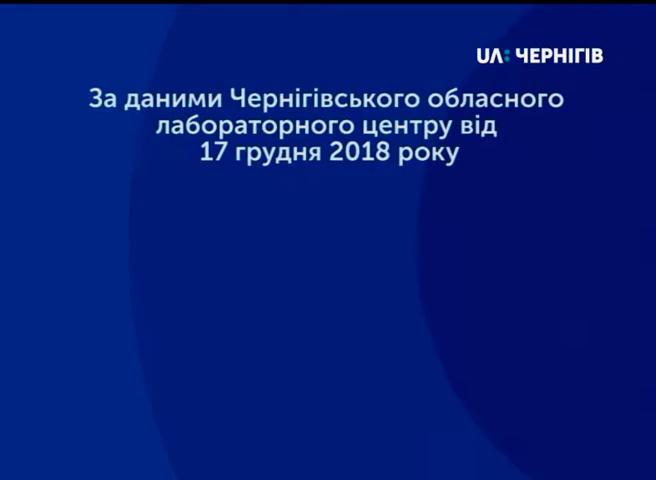 UA: ЧЕРНІГІВ
За даними Чернігівського обласного
лабораторного центру від
17 грудня 2018 року